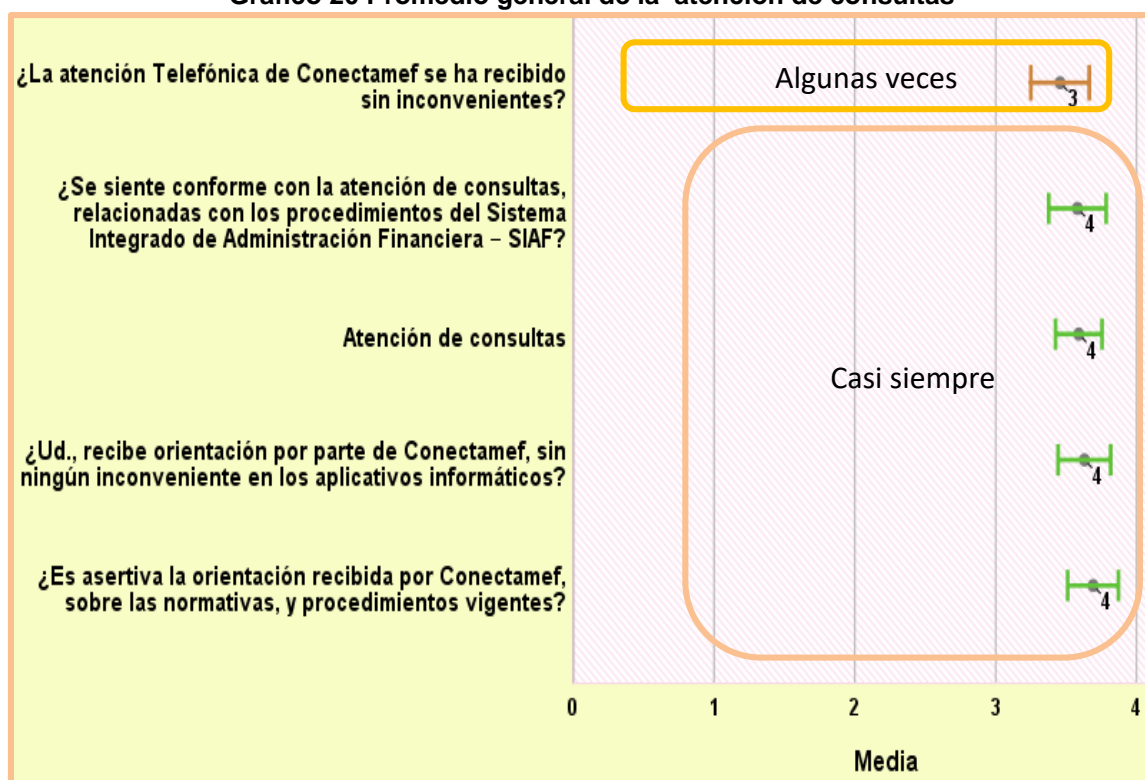 Gráfico 20 Promedio general de la atención de consultas
¿La atención Telefónica de Conectamef se ha recibido
sin inconvenientes?
Algunas veces
3
¿Se siente conforme con la atención de consultas,
relacionadas con los procedimientos del Sistema
Integrado de Administración Financiera – SIAF?
4
Atención de consultas
4
Casi siempre
¿Ud., recibe orientación por parte de Conectamef, sin
ningún inconveniente en los aplicativos informáticos?
4
¿Es asertiva la orientación recibida por Conectamef,
sobre las normativas, y procedimientos vigentes?
4
0 1 2 3 4
Media